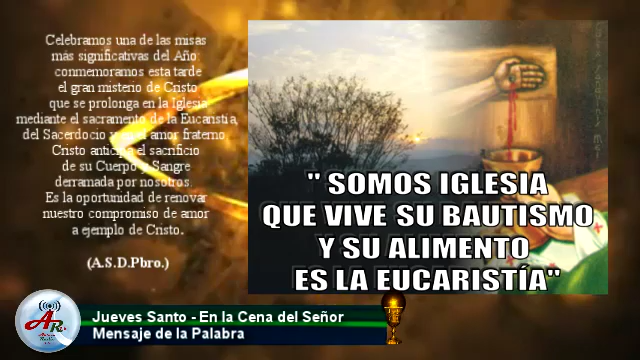 Celebramos una de las misas
más significativas del Año:
conmemoramos esta tarde
el gran misterio de Cristo
que se prolonga en la Iglesia
mediante el sacramento de la Eucaristía,
del Sacerdocio y en el amor fraterno.
Cristo anticipa el sacrificio
de su Cuerpo y Sangre
derramada por nosotros.
Es la oportunidad de renovar
nuestro compromiso de amor
a ejemplo de Cristo.
(A.S.D.Pbro.)
" SOMOS IGLESIA
QUE VIVE SU BAUTISMO
Y SU ALIMENTO
ES LA EUCARISTÍA"
Jueves Santo - En la Cena del Señor
Mensaje de la Palabra
AR